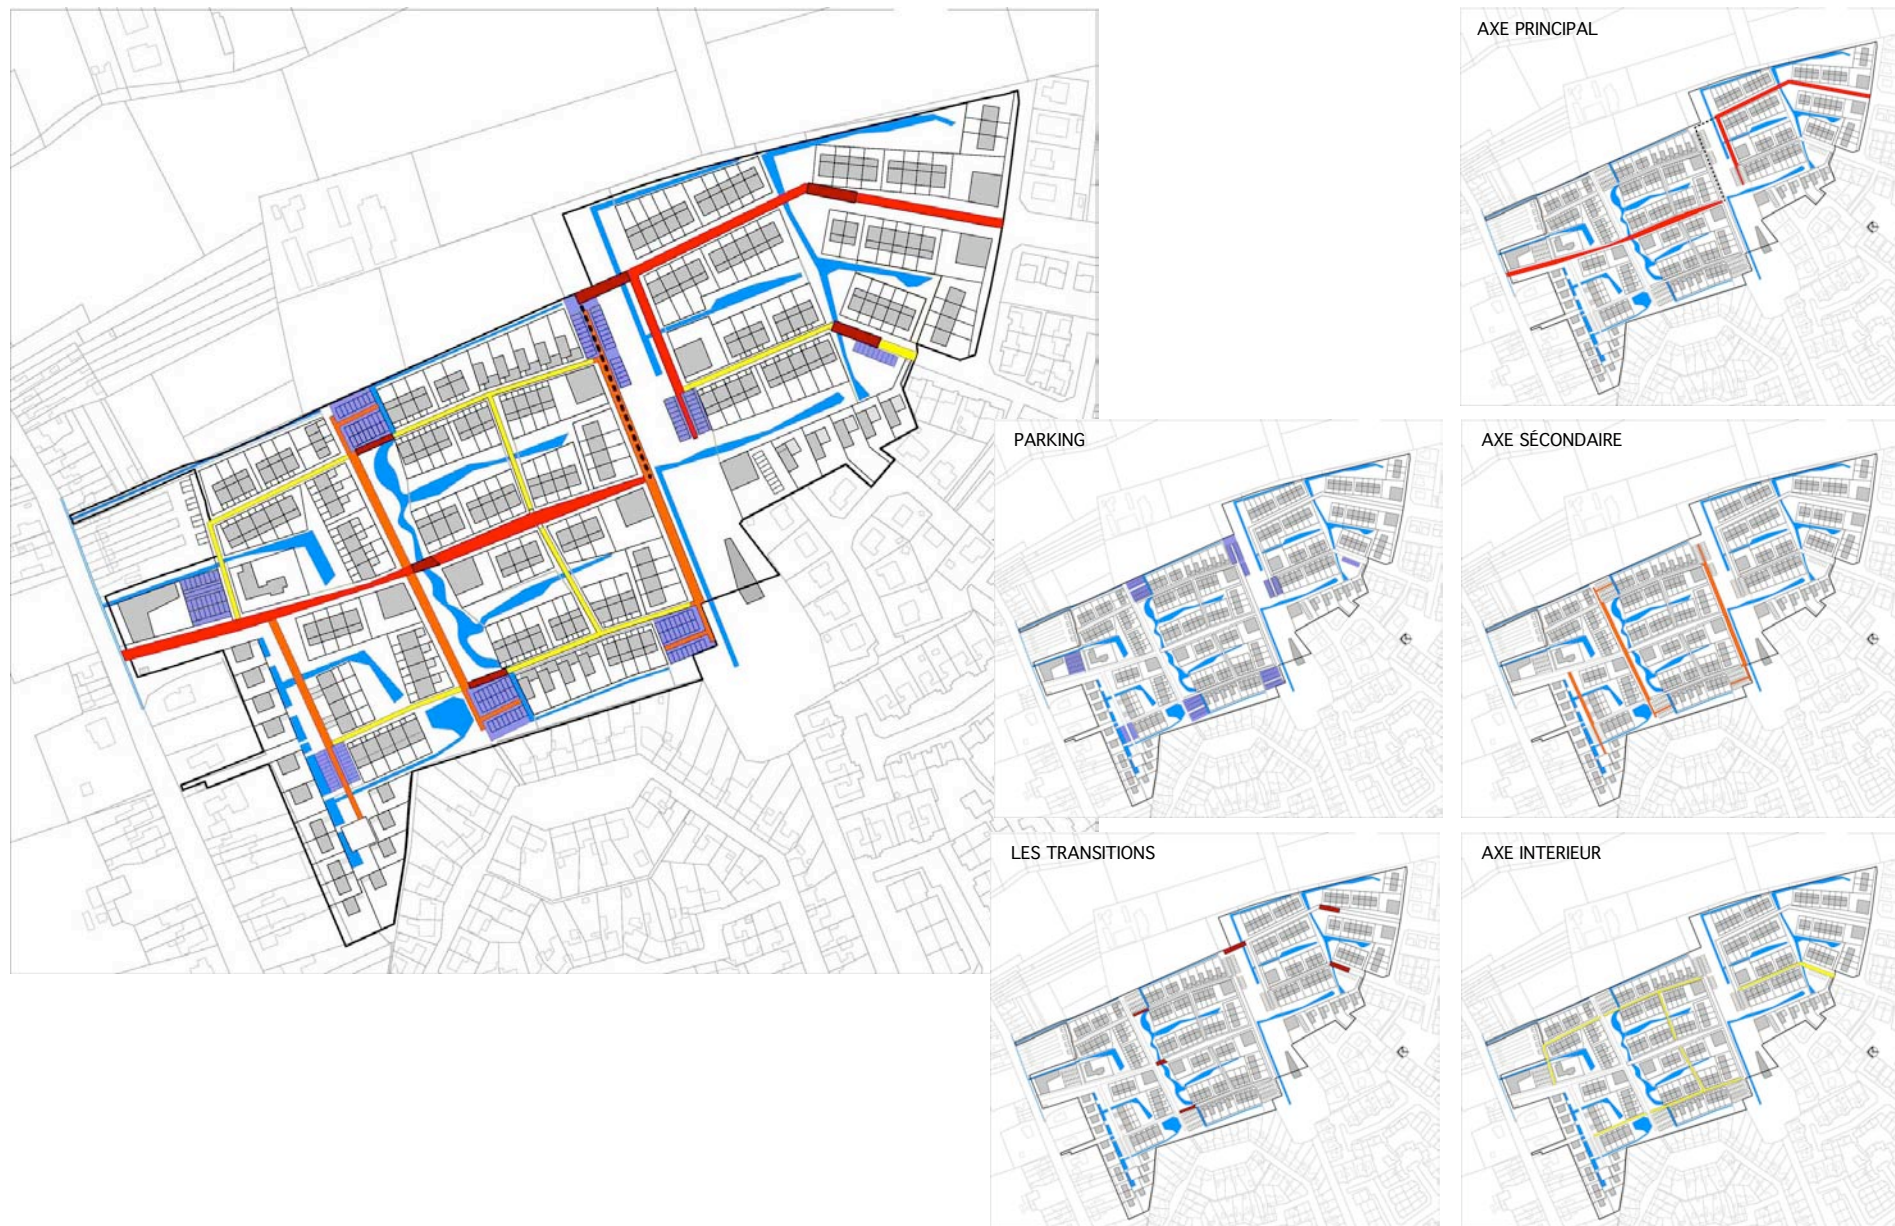 AXE PRINCIPAL
PARKING
AXE SÉCONDAIRE
LES TRANSITIONS
AXE INTERIEUR